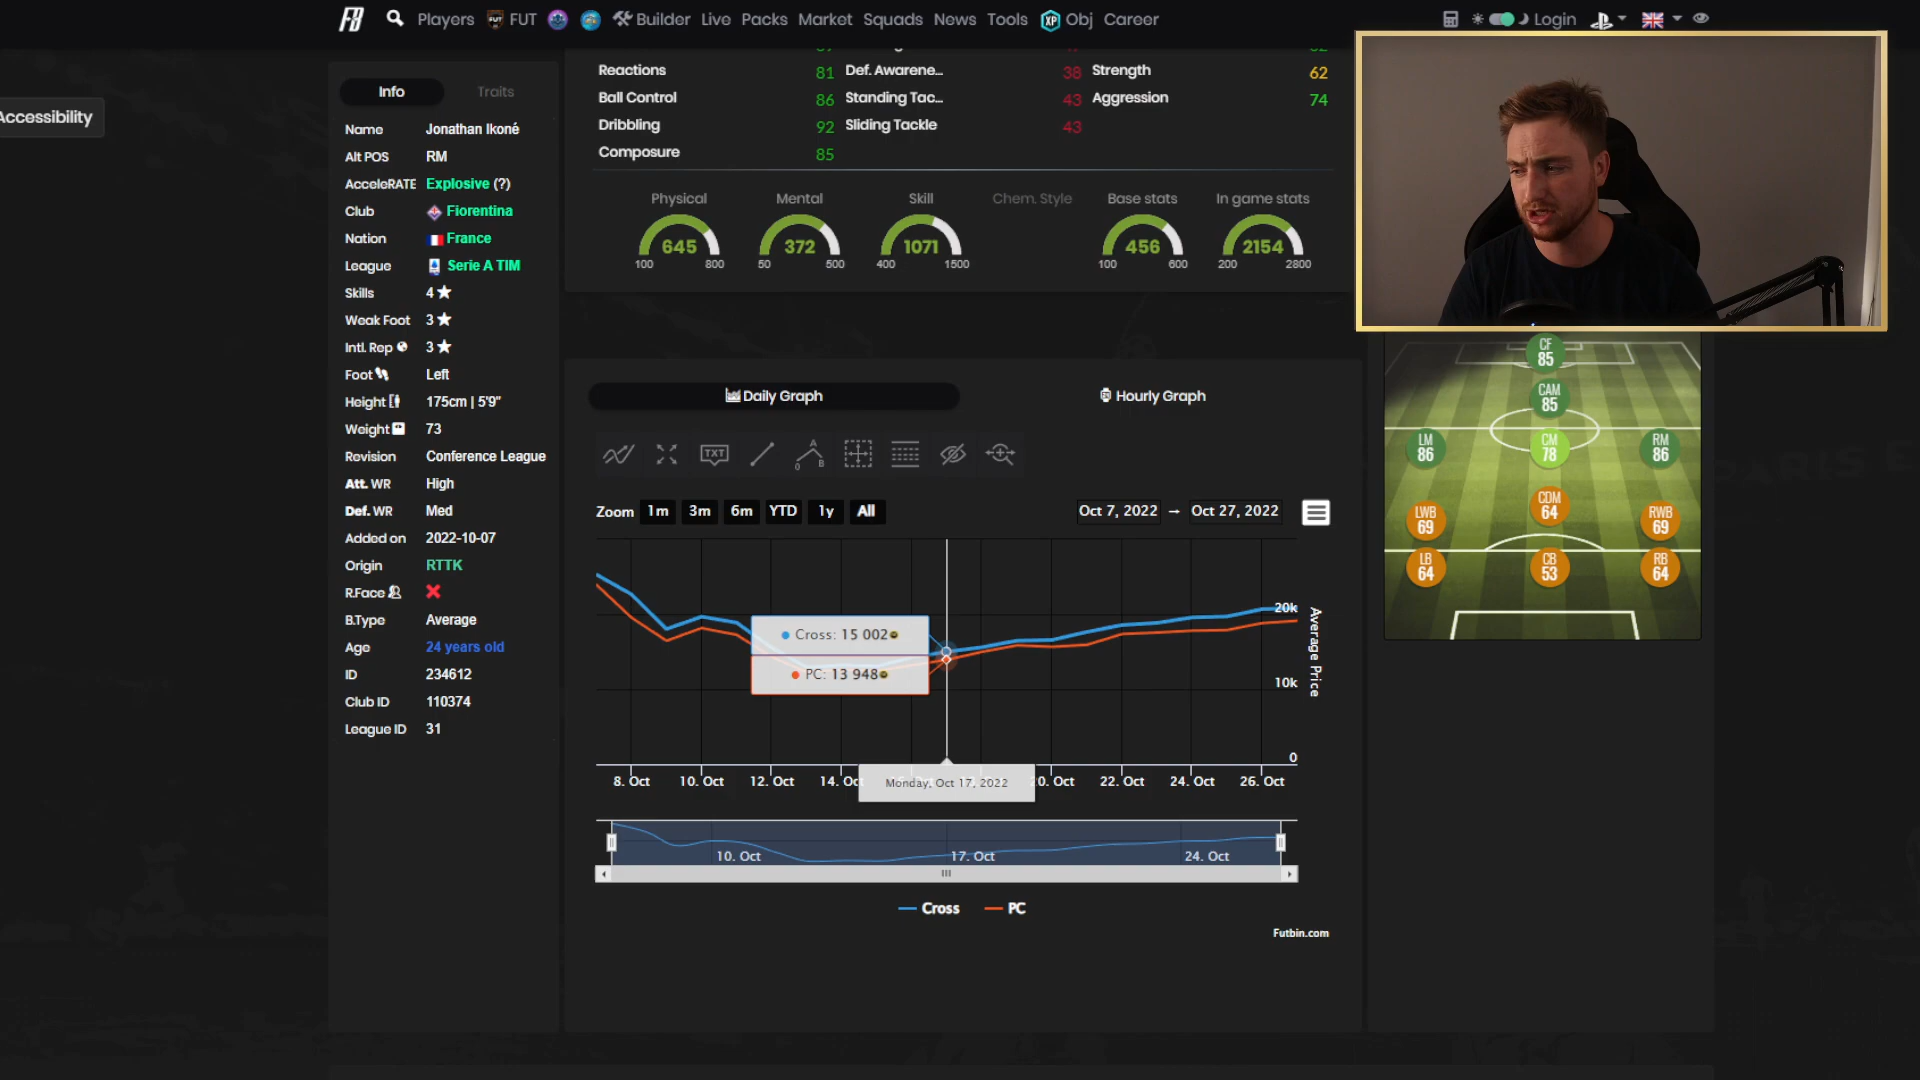 Players FUT Builder Live Packs Market Squads News Tools XP Obj Career Login
Accessibility
Info Traits
Name Jonathan Ikoné
Alt POS RM
AcceleRATE Explosive (?)
Club Fiorentina
Nation France
League Serie A TIM
Skills 4
Weak Foot 3
Intl. Rep 3
Foot Left
Height 175cm | 5'9"
Weight 73
Revision Conference League
Att. WR High
Def. WR Med
Added on 2022-10-07
Origin RTTK
R.Face
B.Type Average
Age 24 years old
ID 234612
Club ID 110374
League ID 31
Reactions 81 Def. Awarene... 38 Strength 62
Ball Control 86 Standing Tac... 43 Aggression 74
Dribbling 92 Sliding Tackle 43
Composure 85
Physical Mental Skill Chem. Style Base stats In game stats
645 372 1071 456 2154
100 800 50 500 400 1500 100 600 200 2800
Daily Graph Hourly Graph
TXT A 0 B
Zoom 1m 3m 6m YTD 1y All Oct 7, 2022 → Oct 27, 2022
Cross: 15 002
PC: 13 948
20k
10k
0
Average Price
8. Oct 10. Oct 12. Oct 14. Oct 20. Oct 22. Oct 24. Oct 26. Oct
Monday, Oct 17, 2022
10. Oct 17. Oct 24. Oct
Cross PC
Futbin.com
CF
85
CAM
85
LM
86
CM
78
RM
86
CDM
64
LWB
69
RWB
69
LB
64
CB
53
RB
64